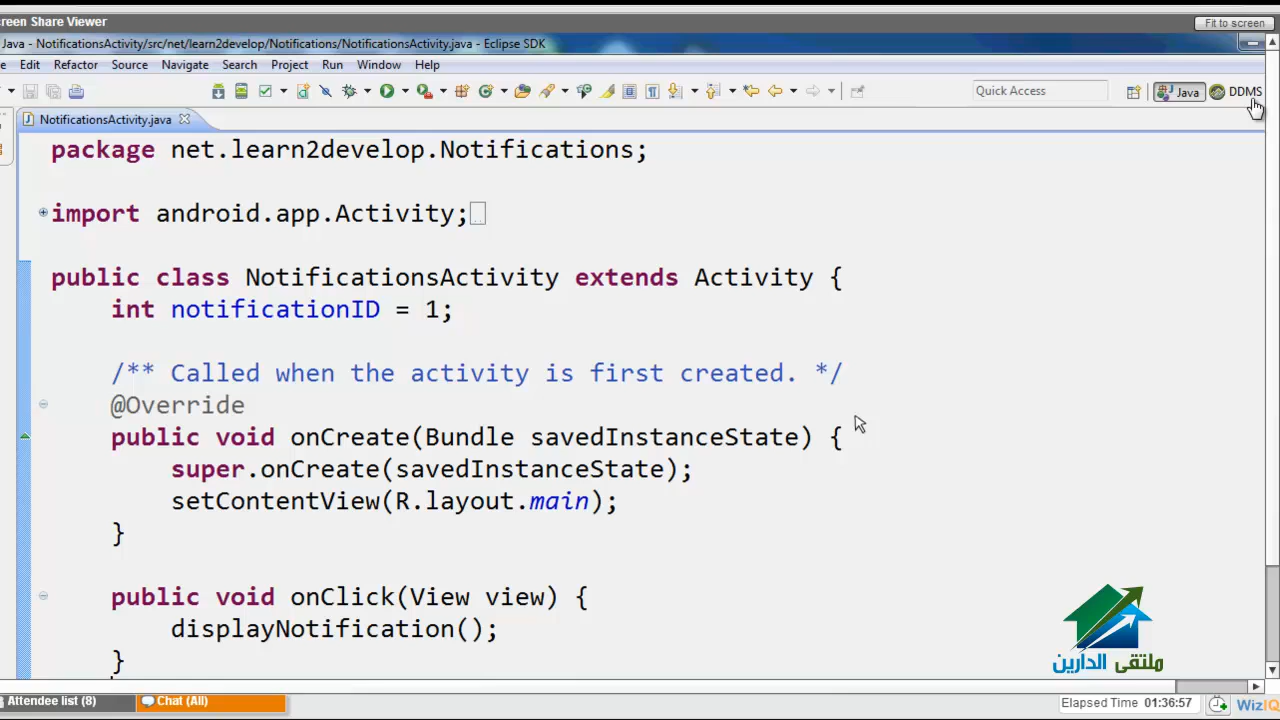 creen Share Viewer
Fit to screen
Java - NotificationsActivity/src/net/learn2develop/Notifications/NotificationsActivity.java - Eclipse SDK
e Edit Refactor Source Navigate Search Project Run Window Help
Quick Access
Java
DDMS
NotificationsActivity.java
package net.learn2develop.Notifications;
import android.app.Activity;
public class NotificationsActivity extends Activity {
int notificationID = 1;
/** Called when the activity is first created. */
@Override
public void onCreate(Bundle savedInstanceState) {
super.onCreate(savedInstanceState);
setContentView(R.layout.main);
}
public void onClick(View view) {
displayNotification();
}
ملتقى الدارين
Attendee list (8)
Chat (All)
Elapsed Time 01:36:57
WizIQ